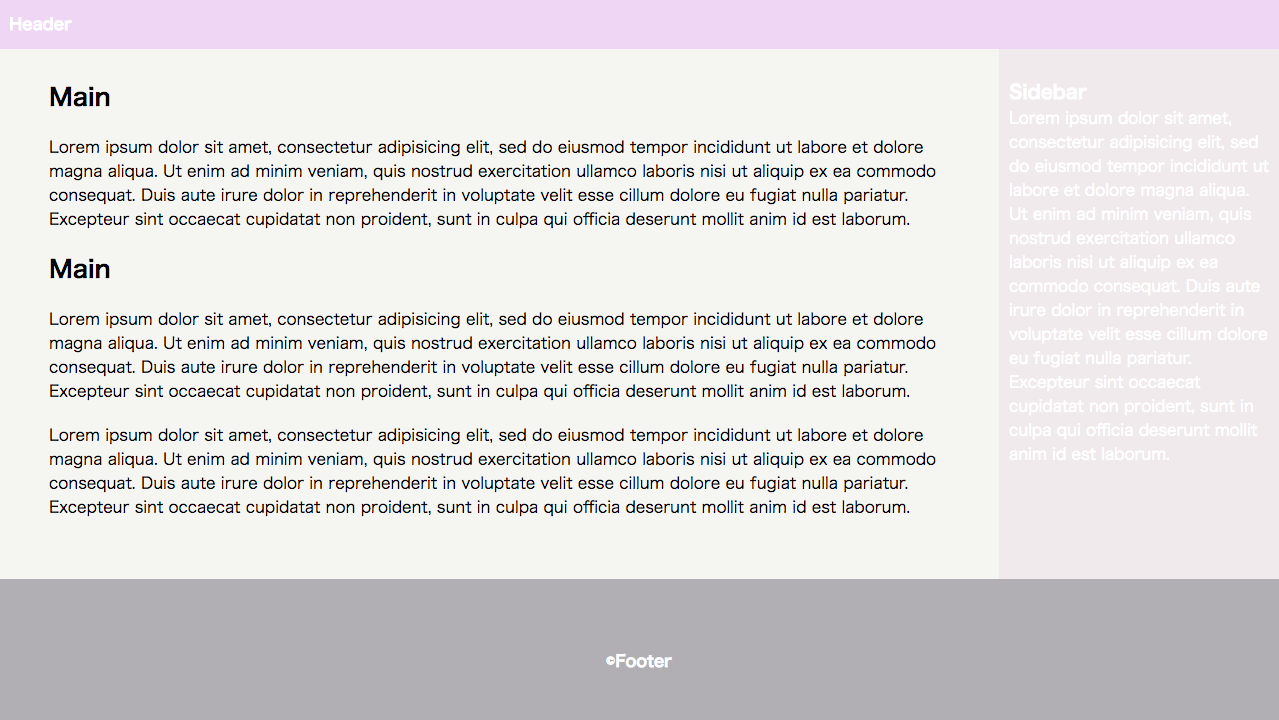 Header
Main
Lorem ipsum dolor sit amet, consectetur adipisicing elit, sed do eiusmod tempor incididunt ut labore et dolore
magna aliqua. Ut enim ad minim veniam, quis nostrud exercitation ullamco laboris nisi ut aliquip ex ea commodo
consequat. Duis aute irure dolor in reprehenderit in voluptate velit esse cillum dolore eu fugiat nulla pariatur.
Excepteur sint occaecat cupidatat non proident, sunt in culpa qui officia deserunt mollit anim id est laborum.
Main
Lorem ipsum dolor sit amet, consectetur adipisicing elit, sed do eiusmod tempor incididunt ut labore et dolore
magna aliqua. Ut enim ad minim veniam, quis nostrud exercitation ullamco laboris nisi ut aliquip ex ea commodo
consequat. Duis aute irure dolor in reprehenderit in voluptate velit esse cillum dolore eu fugiat nulla pariatur.
Excepteur sint occaecat cupidatat non proident, sunt in culpa qui officia deserunt mollit anim id est laborum.
Lorem ipsum dolor sit amet, consectetur adipisicing elit, sed do eiusmod tempor incididunt ut labore et dolore
magna aliqua. Ut enim ad minim veniam, quis nostrud exercitation ullamco laboris nisi ut aliquip ex ea commodo
consequat. Duis aute irure dolor in reprehenderit in voluptate velit esse cillum dolore eu fugiat nulla pariatur.
Excepteur sint occaecat cupidatat non proident, sunt in culpa qui officia deserunt mollit anim id est laborum.
Sidebar
Lorem ipsum dolor sit amet,
consectetur adipisicing elit, sed
do eiusmod tempor incididunt ut
labore et dolore magna aliqua.
Ut enim ad minim veniam, quis
nostrud exercitation ullamco
laboris nisi ut aliquip ex ea
commodo consequat. Duis aute
irure dolor in reprehenderit in
voluptate velit esse cillum dolore
eu fugiat nulla pariatur.
Excepteur sint occaecat
cupidatat non proident, sunt in
culpa qui officia deserunt mollit
anim id est laborum.
©Footer